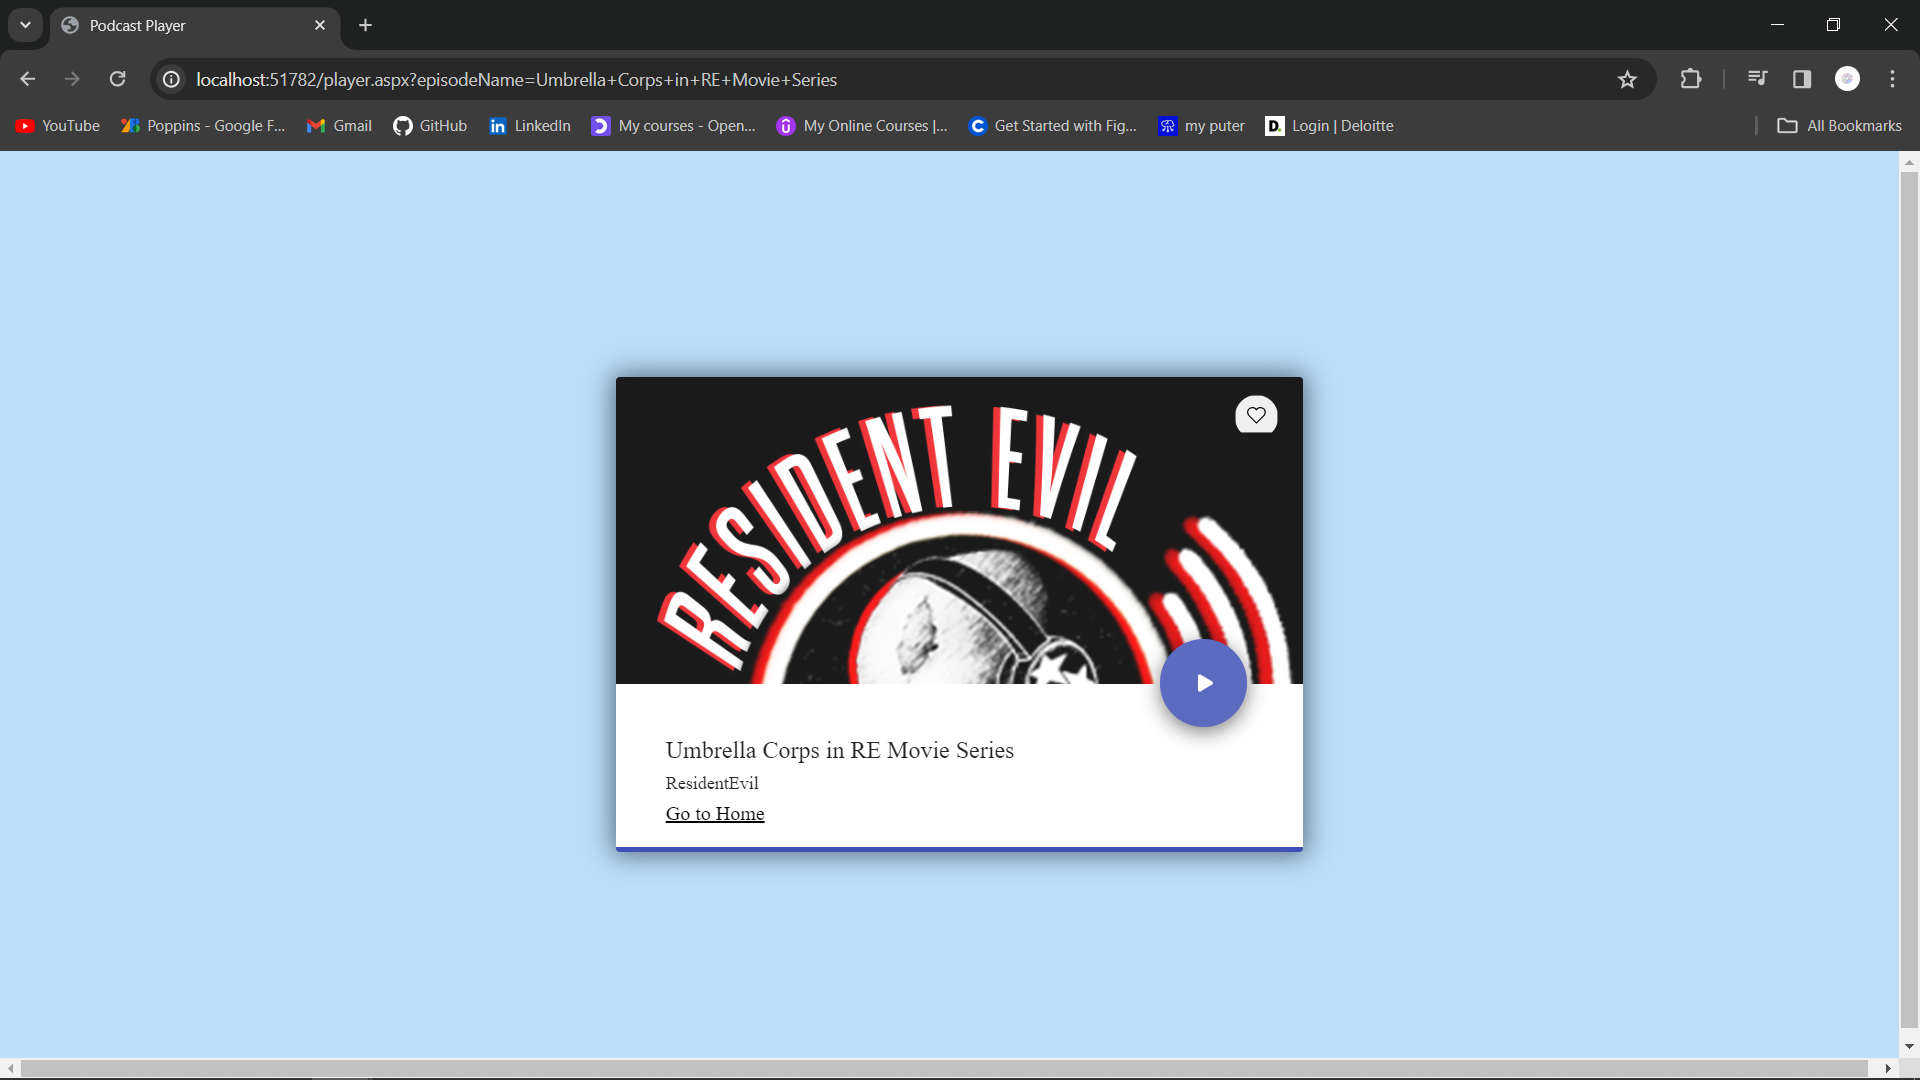 Podcast Player
localhost:51782/player.aspx?episodeName=Umbrella+Corps+in+RE+Movie+Series
YouTube Poppins - Google F... Gmail GitHub LinkedIn My courses - Open... My Online Courses |... Get Started with Fig... my puter D. Login | Deloitte All Bookmarks
RESIDENT EVIL
Umbrella Corps in RE Movie Series
ResidentEvil
Go to Home